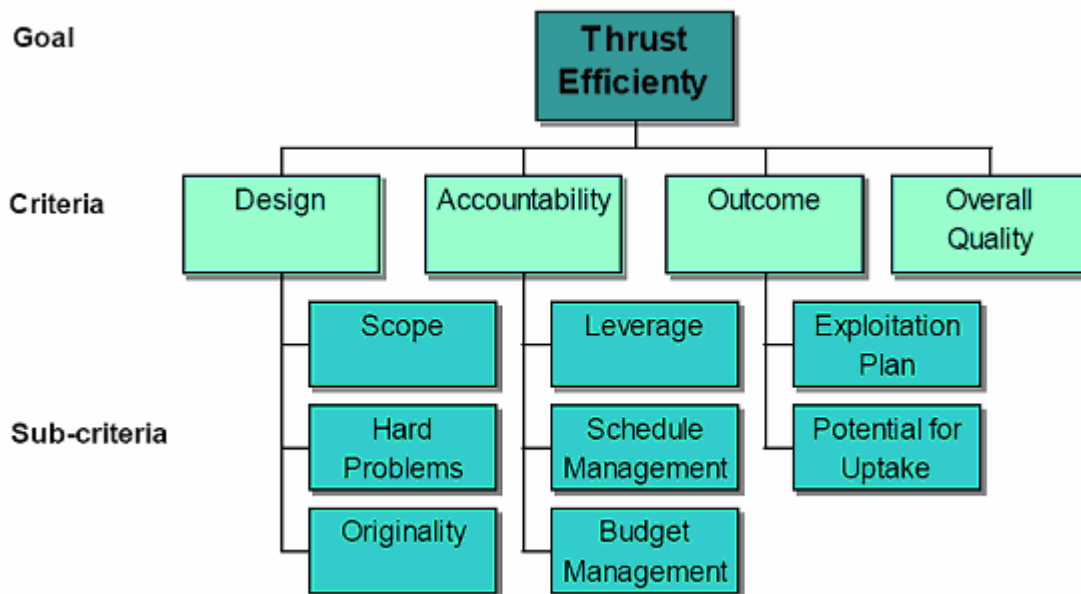 Goal
Thrust
Efficienty
Criteria
Design
Accountability
Outcome
Overall
Quality
Sub-criteria
Scope
Leverage
Exploitation
Plan
Hard
Problems
Schedule
Management
Potential for
Uptake
Originality
Budget
Management